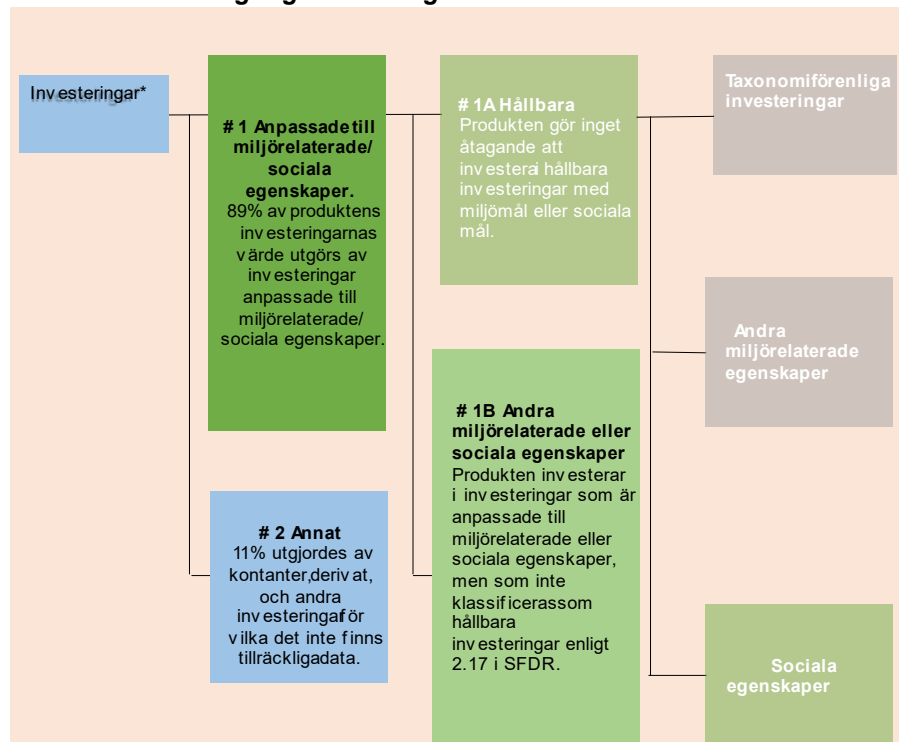 Investeringar*
# 1 Anpassade till
miljörelaterade/
sociala
egenskaper.
89% av produktens
investeringarnas
värde utgörs av
investeringar
anpassade till
miljörelaterade/
sociala egenskaper.
# 2 Annat
11% utgjordes av
kontanter,derivat,
och andra
investeringarför
vilka det inte finns
tillräckligadata.
# 1A Hållbara
Produkten gör inget
åtagande att
investera i hållbara
investeringar med
miljömål eller sociala
mål.
# 1B Andra
miljörelaterade eller
sociala egenskaper
Produkten investerar
i investeringar som är
anpassade till
miljörelaterade eller
sociala egenskaper,
men som inte
klassificerassom
hållbara
investeringar enligt
2.17 i SFDR.
Taxonomiförenliga
investeringar
Andra
miljörelaterade
egenskaper
Sociala
egenskaper